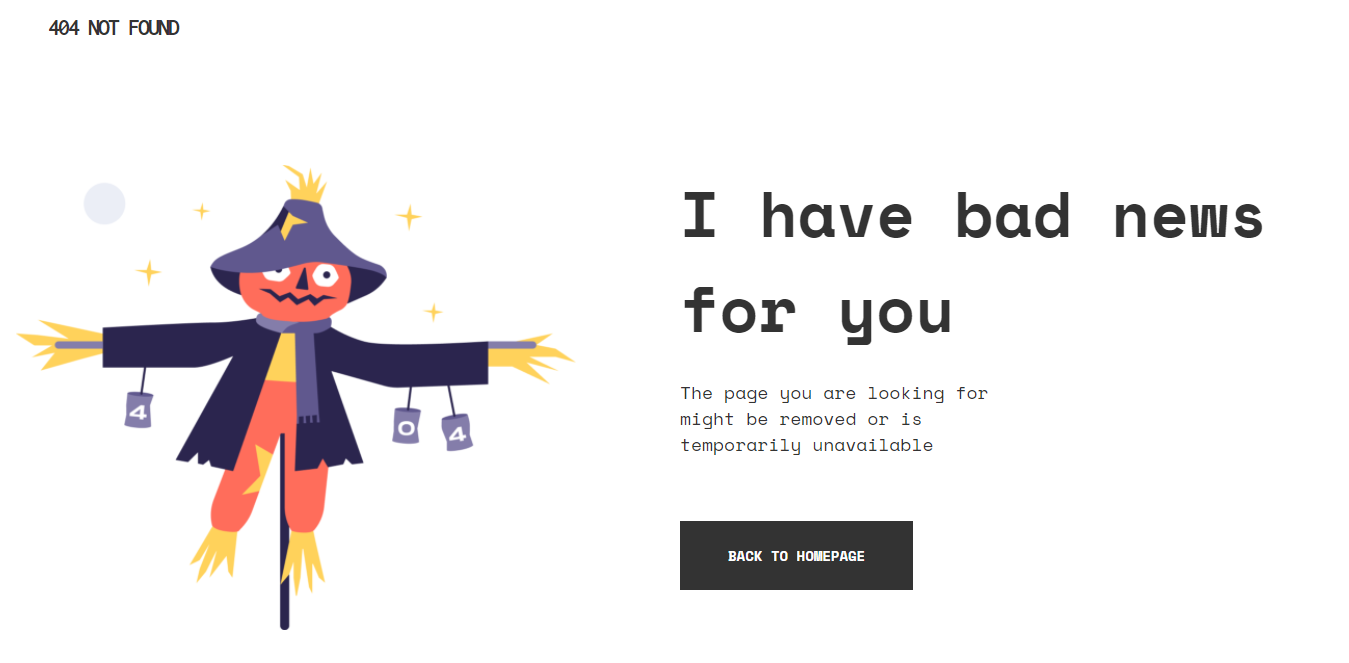 404 NOT FOUND
I have bad news
for you
The page you are looking for
might be removed or is
temporarily unavailable
BACK TO HOMEPAGE
4
0
4